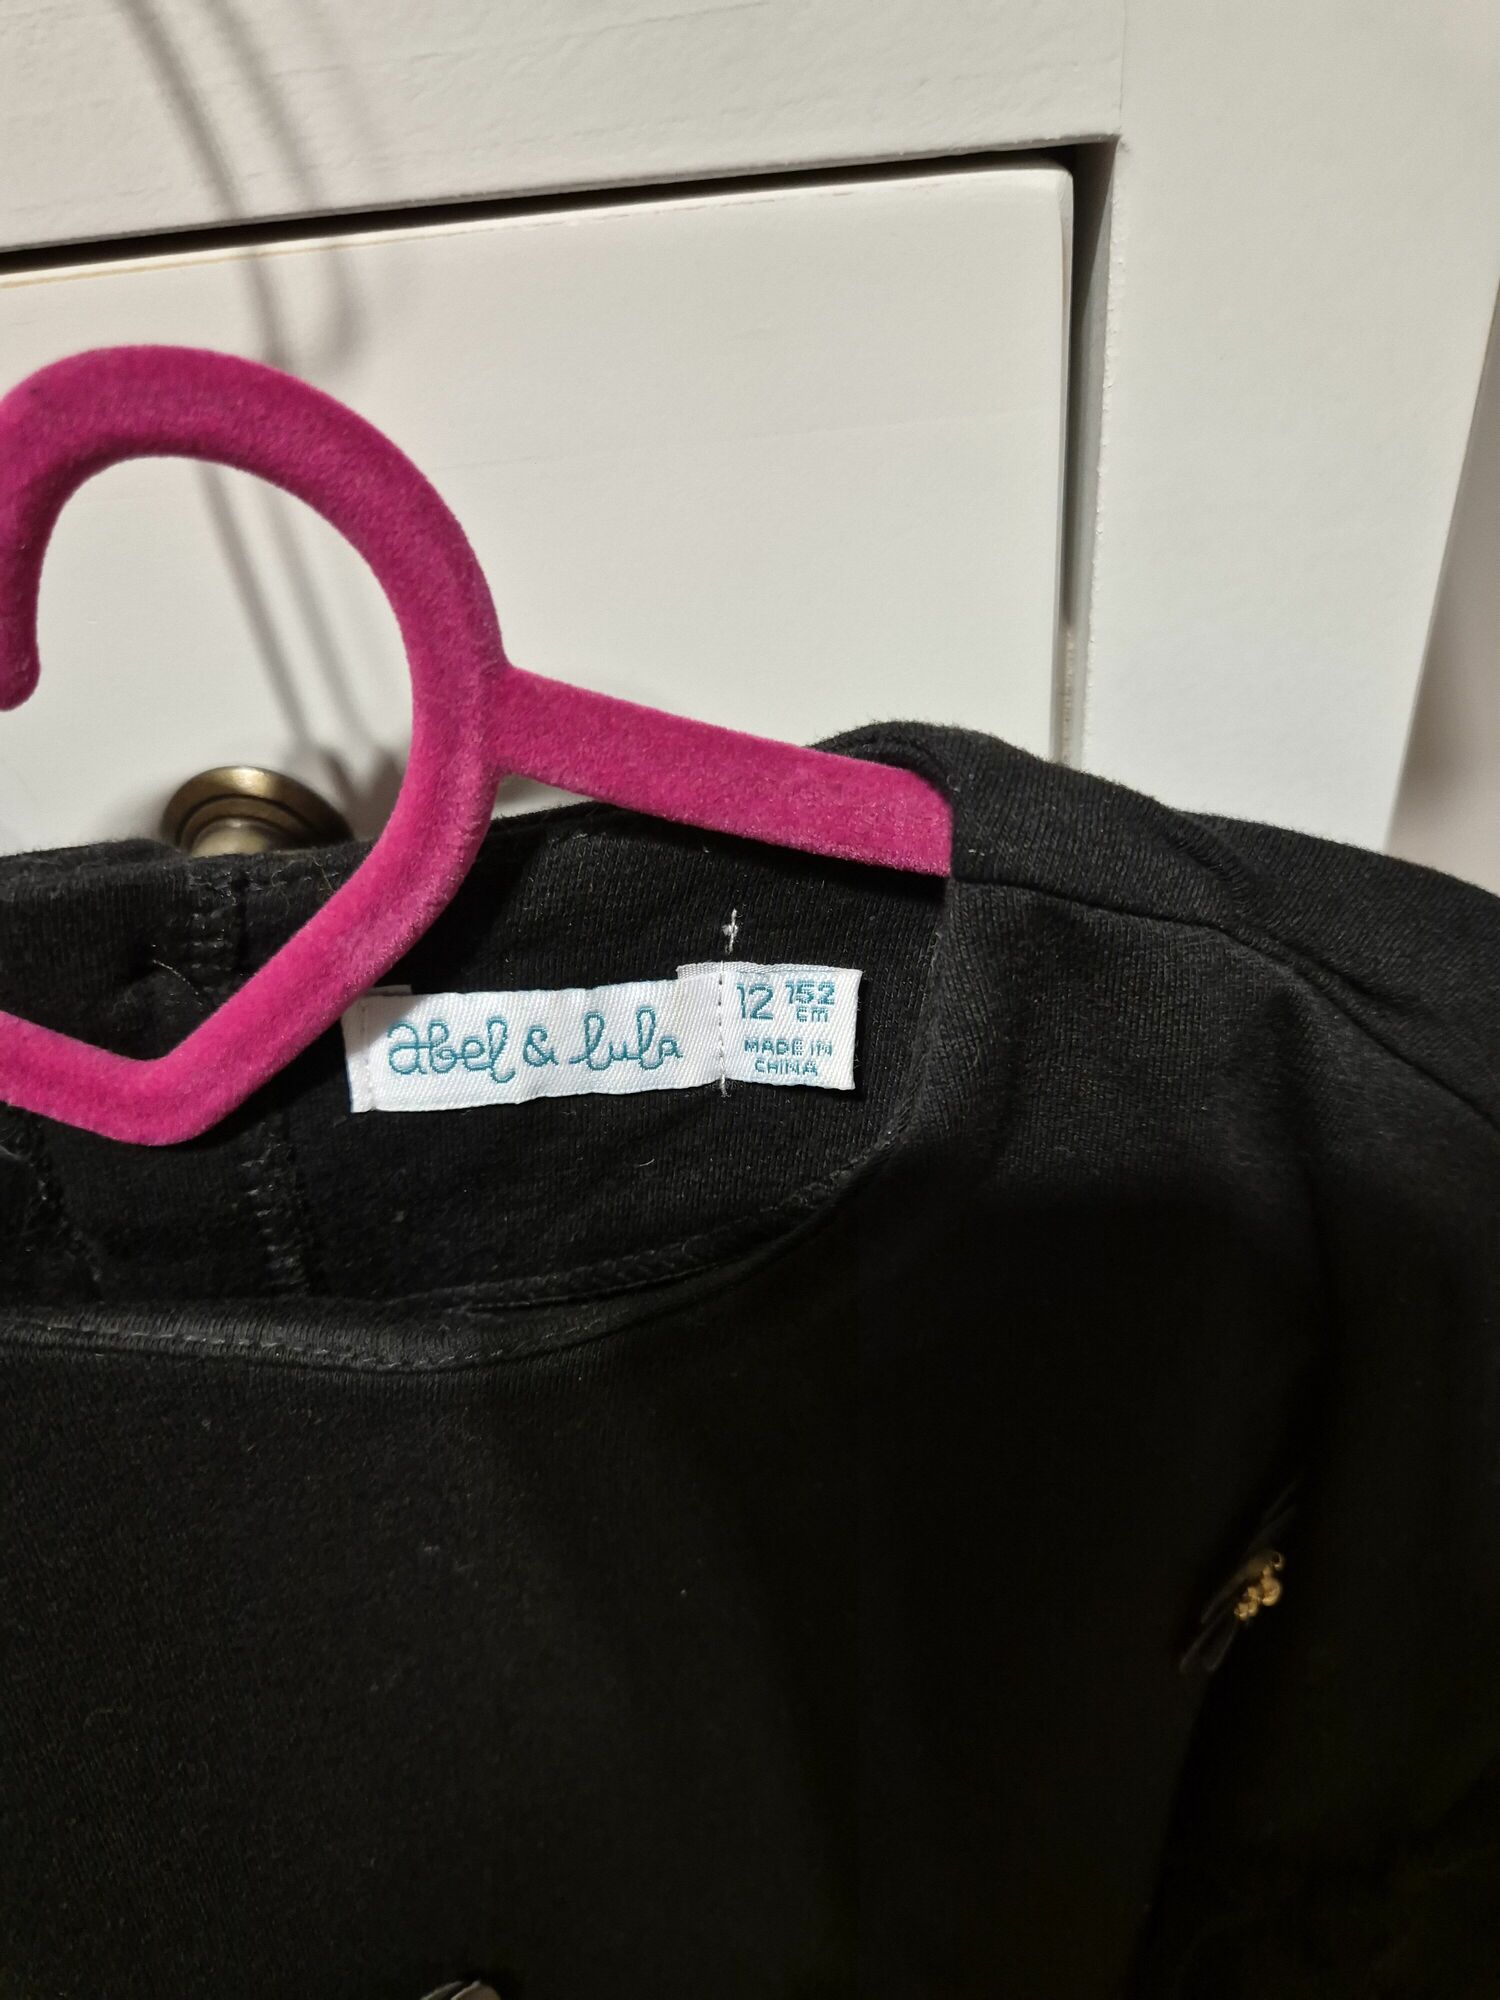 abel & lula
12 152 cm
MADE IN
CHINA